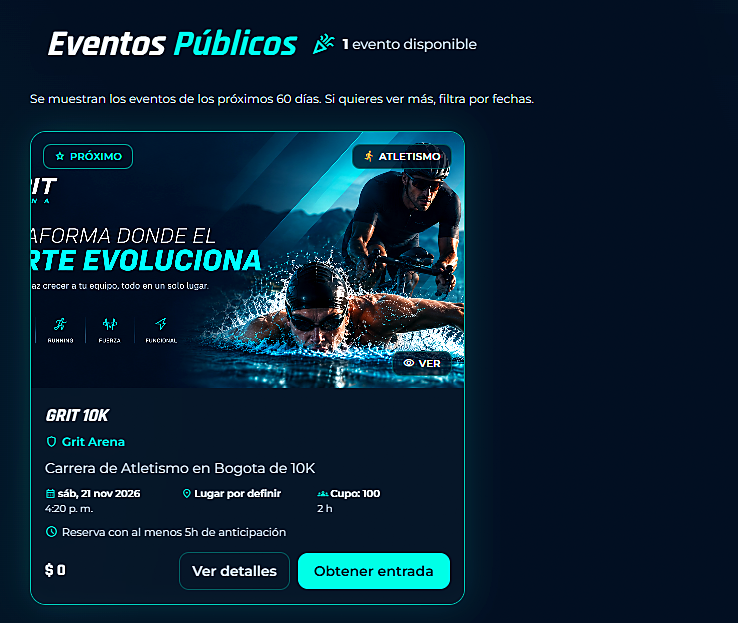 Eventos Públicos 1 evento disponible
Se muestran los eventos de los próximos 60 días. Si quieres ver más, filtra por fechas.
PRÓXIMO
ATLETISMO
IT
N A
AFORMA DONDE EL
RTE EVOLUCIONA
az crecer a tu equipo, todo en un solo lugar.
RUNNING FUERZA FUNCIONAL
VER
GRIT 10K
Grit Arena
Carrera de Atletismo en Bogota de 10K
sáb, 21 nov 2026 Lugar por definir Cupo: 100
4:20 p. m. 2 h
Reserva con al menos 5h de anticipación
$ 0 Ver detalles Obtener entrada